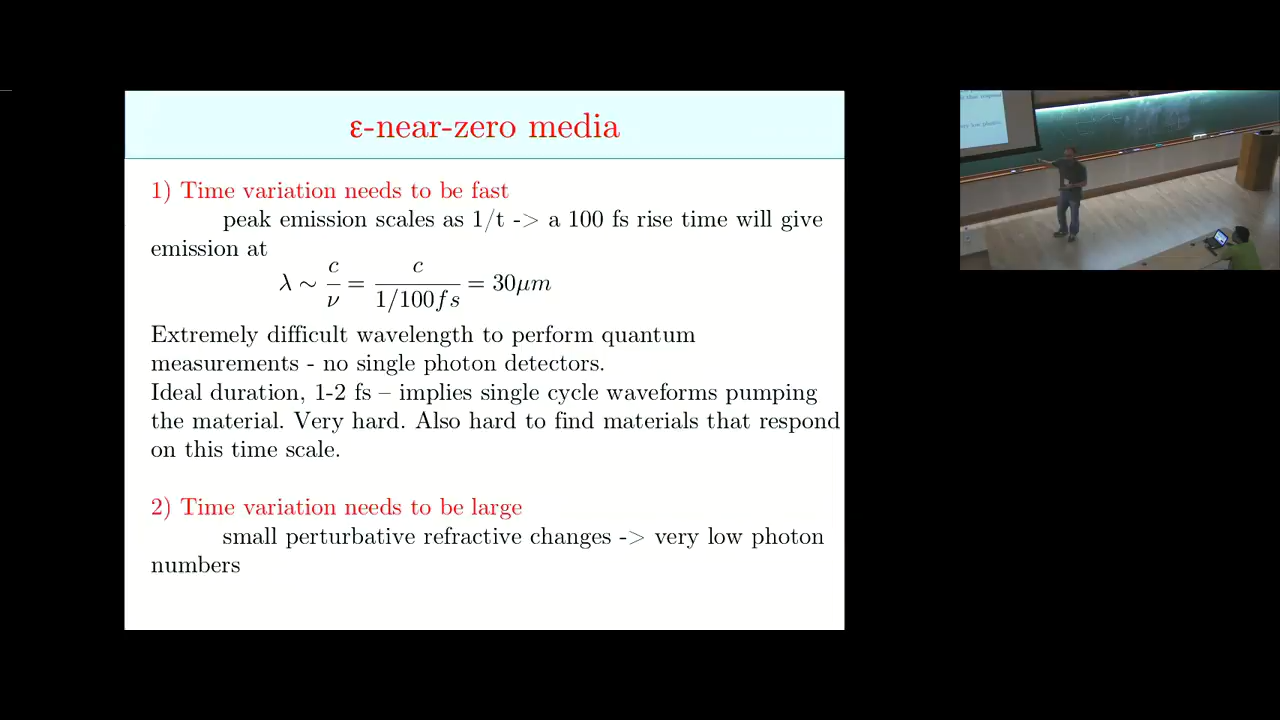 ε-near-zero media
1) Time variation needs to be fast
peak emission scales as 1/t -> a 100 fs rise time will give
emission at
λ ∼ c/ν = c/(1/100fs) = 30μm
Extremely difficult wavelength to perform quantum
measurements - no single photon detectors.
Ideal duration, 1-2 fs – implies single cycle waveforms pumping
the material. Very hard. Also hard to find materials that respond
on this time scale.
2) Time variation needs to be large
small perturbative refractive changes -> very low photon
numbers